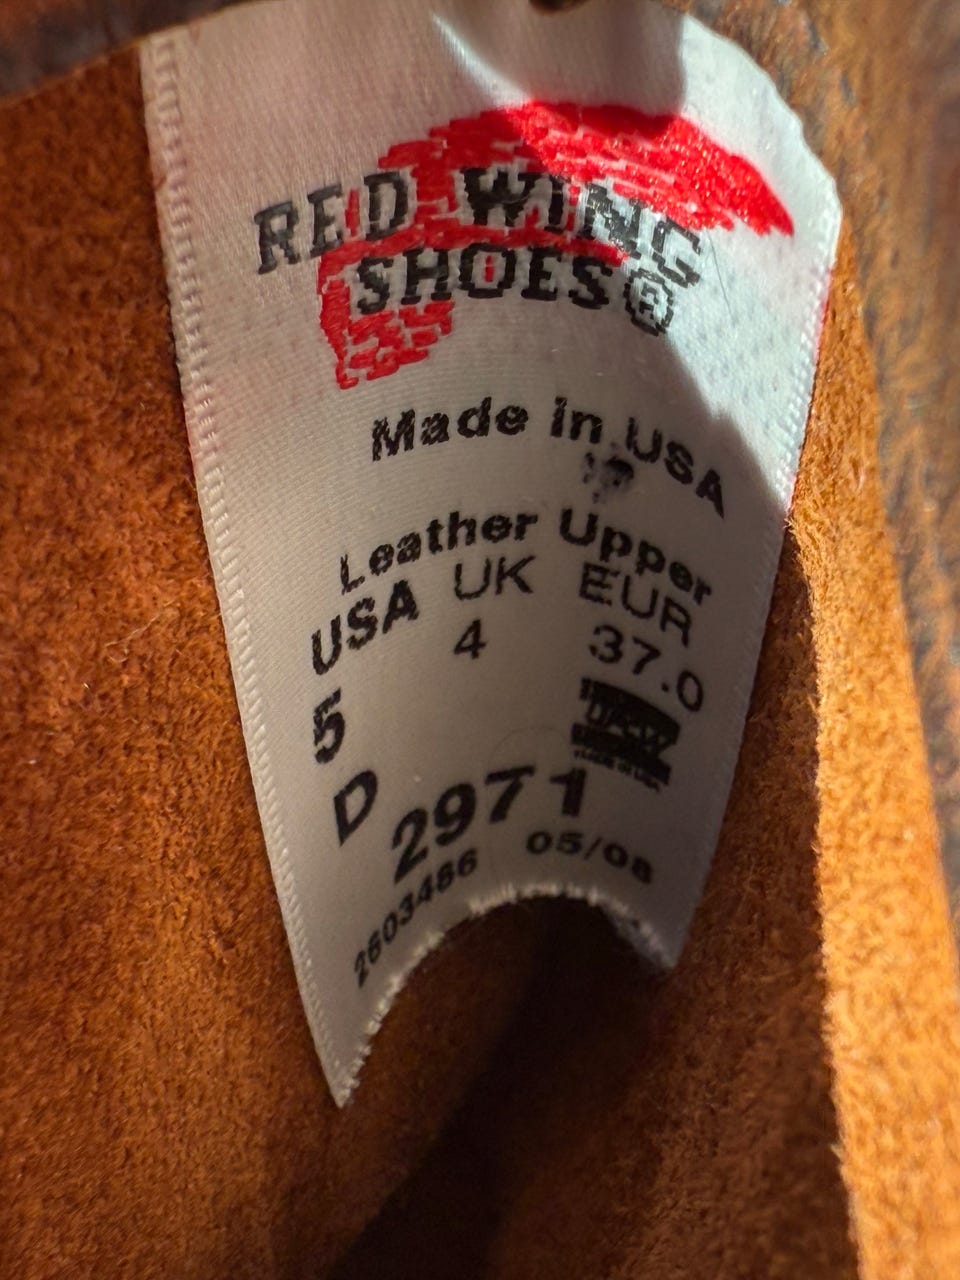 RED WING
SHOES®
Made in USA
Leather Upper
USA UK EUR
5 4 37.0
D
2971
2603486 05/08